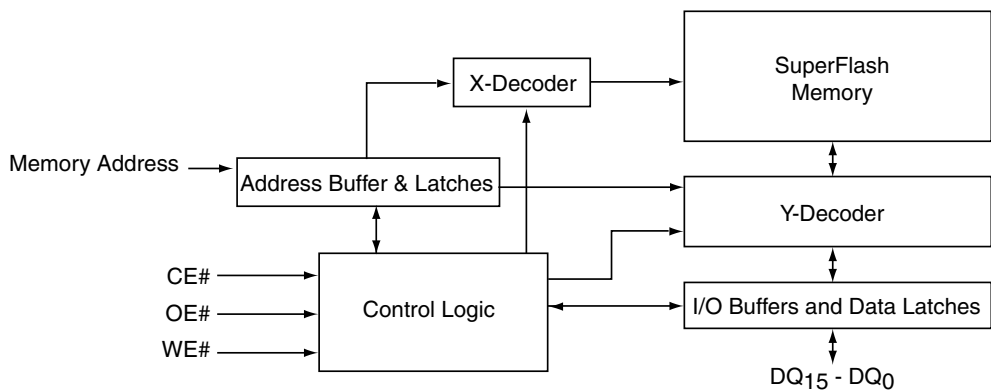 SuperFlash
Memory
X-Decoder
Memory Address
Address Buffer & Latches
Y-Decoder
CE#
OE#
WE#
Control Logic
I/O Buffers and Data Latches
DQ15 - DQ0